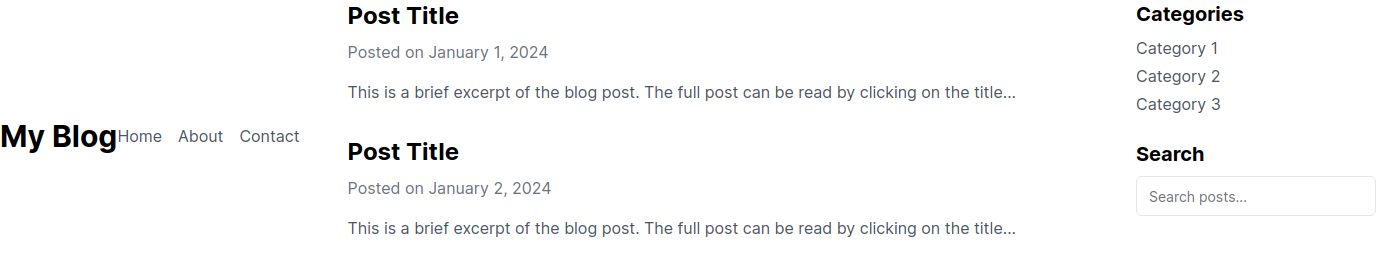 My Blog
Home About Contact
Post Title
Posted on January 1, 2024
This is a brief excerpt of the blog post. The full post can be read by clicking on the title...
Post Title
Posted on January 2, 2024
This is a brief excerpt of the blog post. The full post can be read by clicking on the title...
Categories
Category 1
Category 2
Category 3
Search
Search posts...